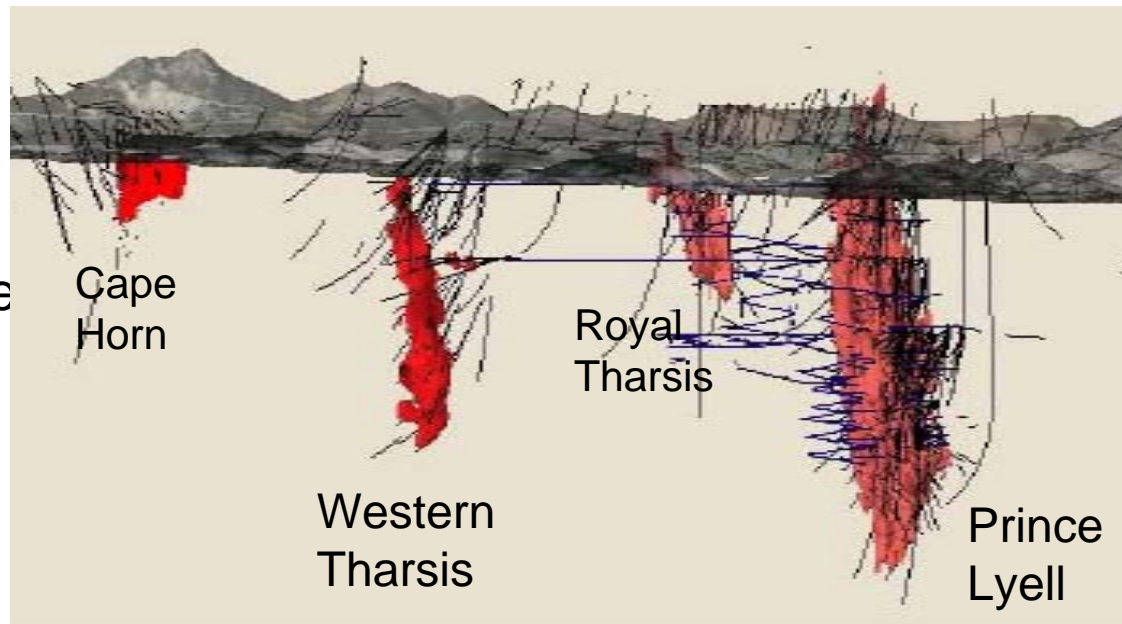 e
Cape
Horn
Royal
Tharsis
Western
Tharsis
Prince
Lyell